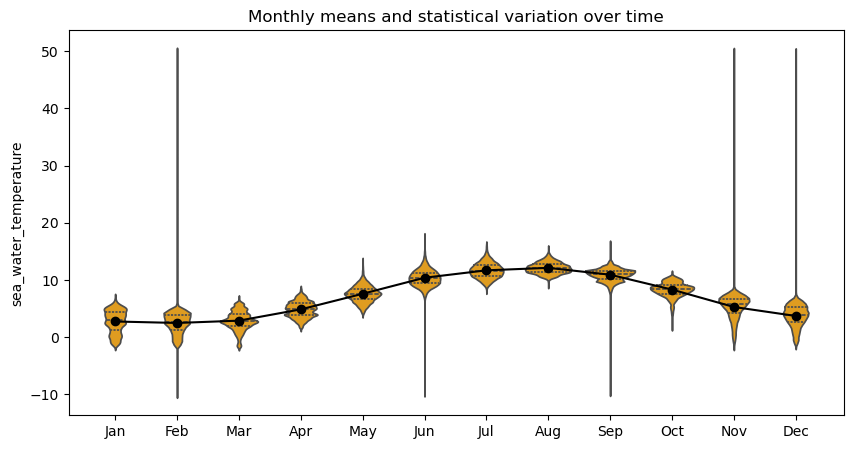 Monthly means and statistical variation over time
50
40
30
20
10
0
−10
sea_water_temperature
Jan Feb Mar Apr May Jun Jul Aug Sep Oct Nov Dec